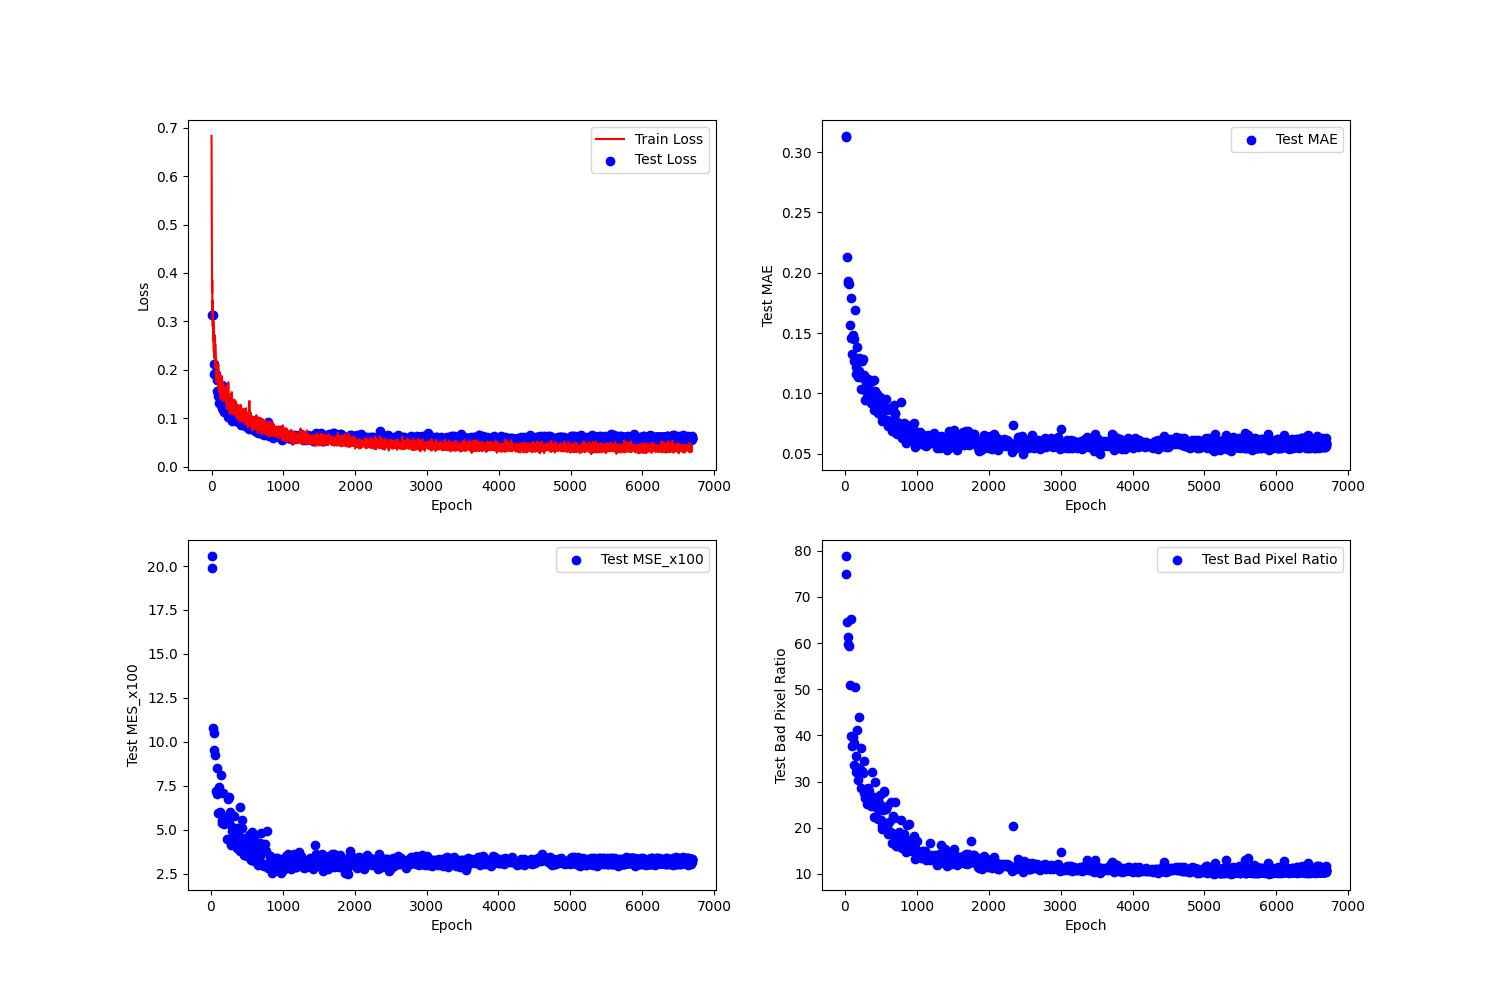 0.7
0.6
0.5
0.4
0.3
0.2
0.1
0.0
Loss
Train Loss
Test Loss
0 1000 2000 3000 4000 5000 6000 7000
Epoch
0.30
0.25
0.20
0.15
0.10
0.05
Test MAE
Test MAE
0 1000 2000 3000 4000 5000 6000 7000
Epoch
20.0
17.5
15.0
12.5
10.0
7.5
5.0
2.5
Test MES_x100
Test MSE_x100
0 1000 2000 3000 4000 5000 6000 7000
Epoch
80
70
60
50
40
30
20
10
Test Bad Pixel Ratio
Test Bad Pixel Ratio
0 1000 2000 3000 4000 5000 6000 7000
Epoch